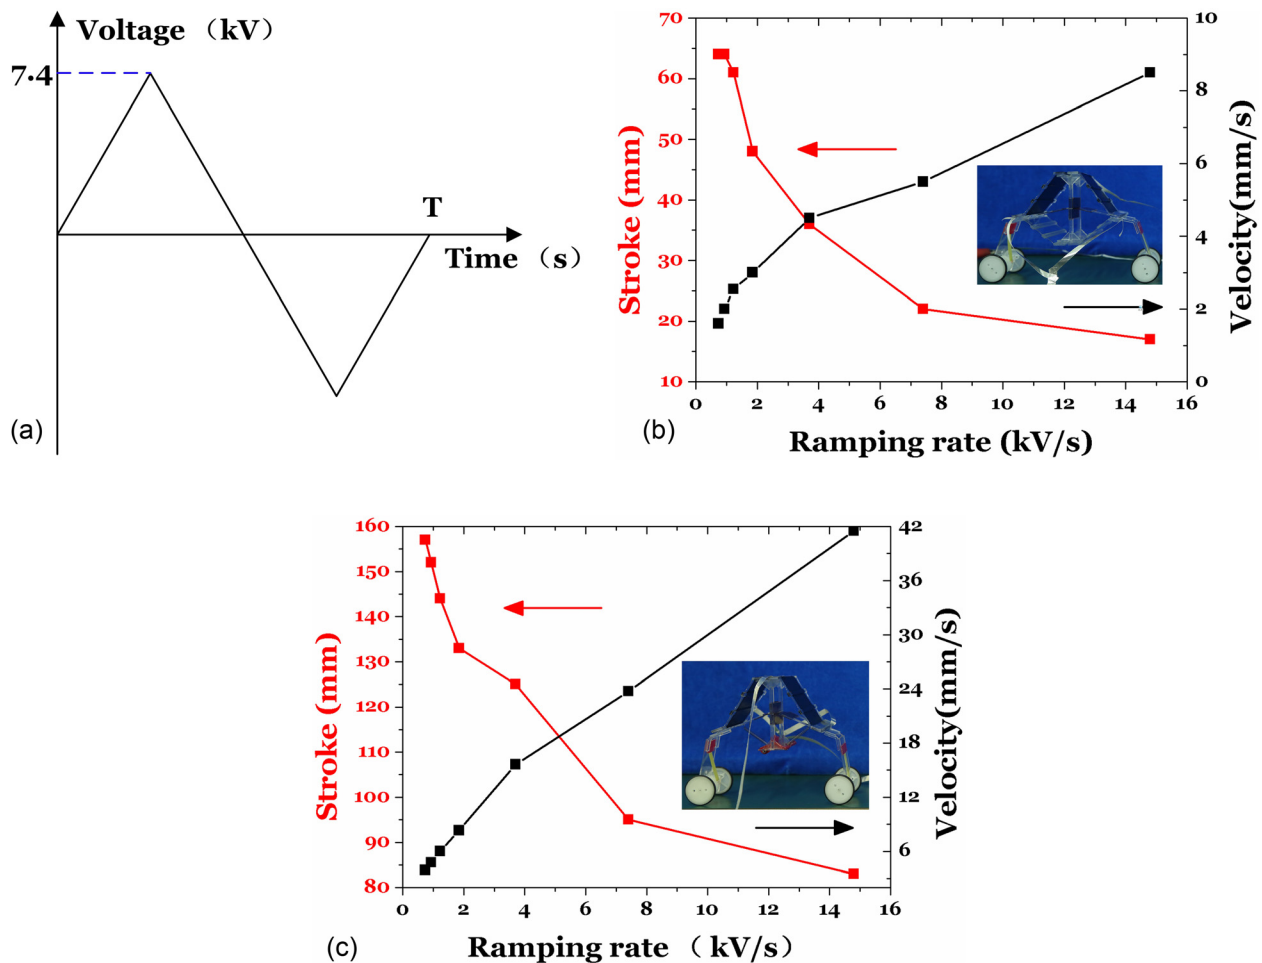 Voltage (kV)
7.4
T
Time (s)
(a)
70
60
50
40
30
20
10
Stroke (mm)
10
8
6
4
2
0
Velocity(mm/s)
0 2 4 6 8 10 12 14 16
Ramping rate (kV/s)
(b)
160
150
140
130
120
110
100
90
80
Stroke (mm)
42
36
30
24
18
12
6
Velocity(mm/s)
0 2 4 6 8 10 12 14 16
Ramping rate ( kV/s)
(c)